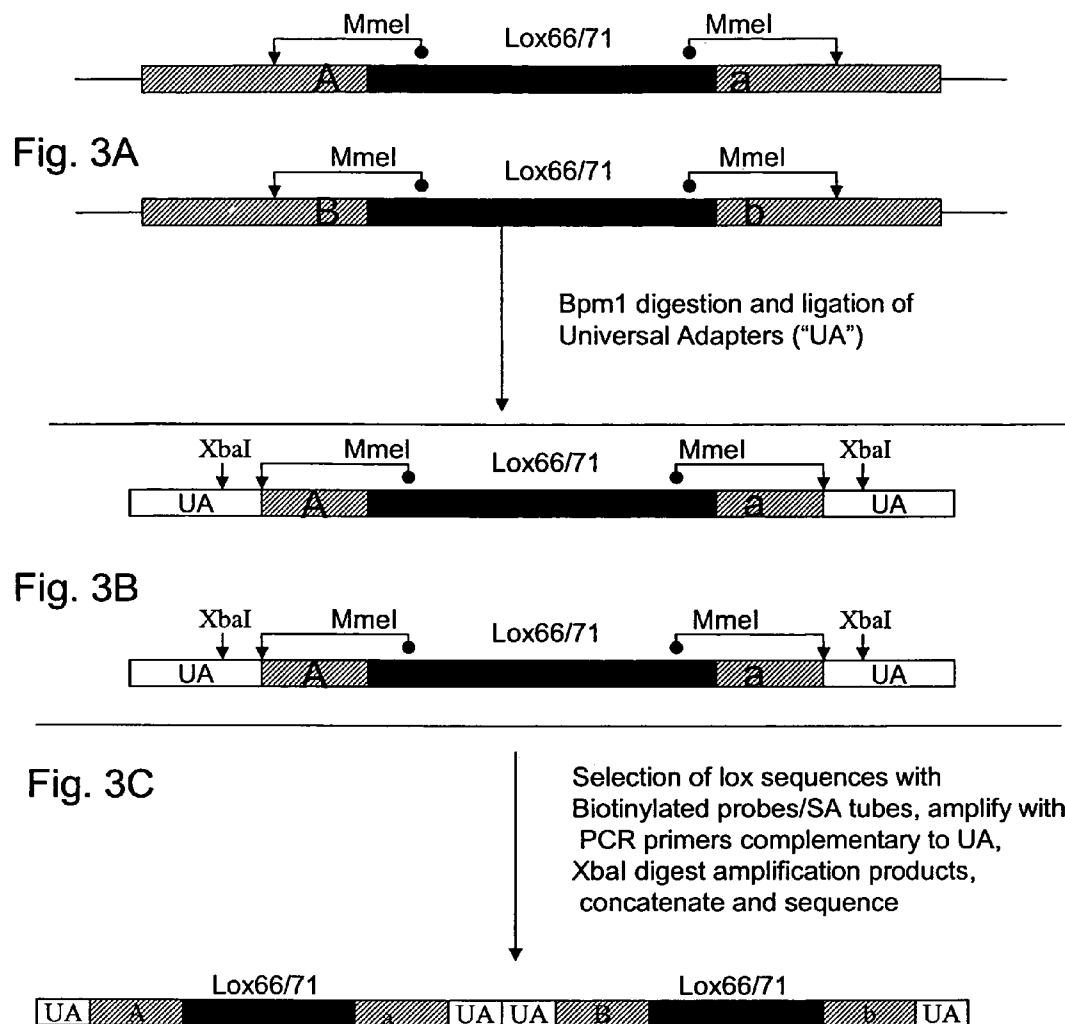 MmeI Lox66/71 MmeI
A a
Fig. 3A
MmeI Lox66/71 MmeI
B b
Bpm1 digestion and ligation of
Universal Adapters ("UA")
XbaI MmeI Lox66/71 MmeI XbaI
UA A a UA
Fig. 3B
XbaI MmeI Lox66/71 MmeI XbaI
UA A a UA
Fig. 3C
Selection of lox sequences with
Biotinylated probes/SA tubes, amplify with
PCR primers complementary to UA,
XbaI digest amplification products,
concatenate and sequence
Lox66/71 Lox66/71
UA A a UA UA B b UA